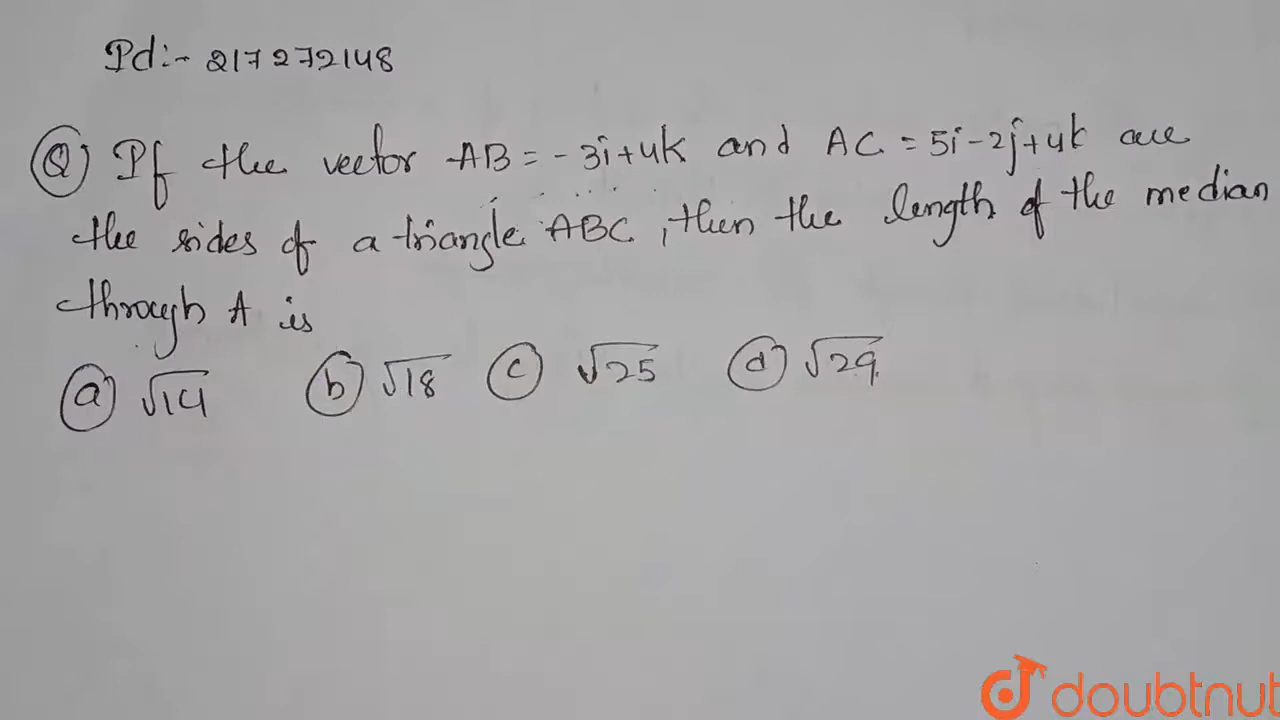 Pd:- 217272148
Q If the vector AB = -3i+4k and AC = 5i-2j+4k are
the sides of a triangle ABC, then the length of the median
through A is
a √14 b √18 c √25 d √29
doubtnut